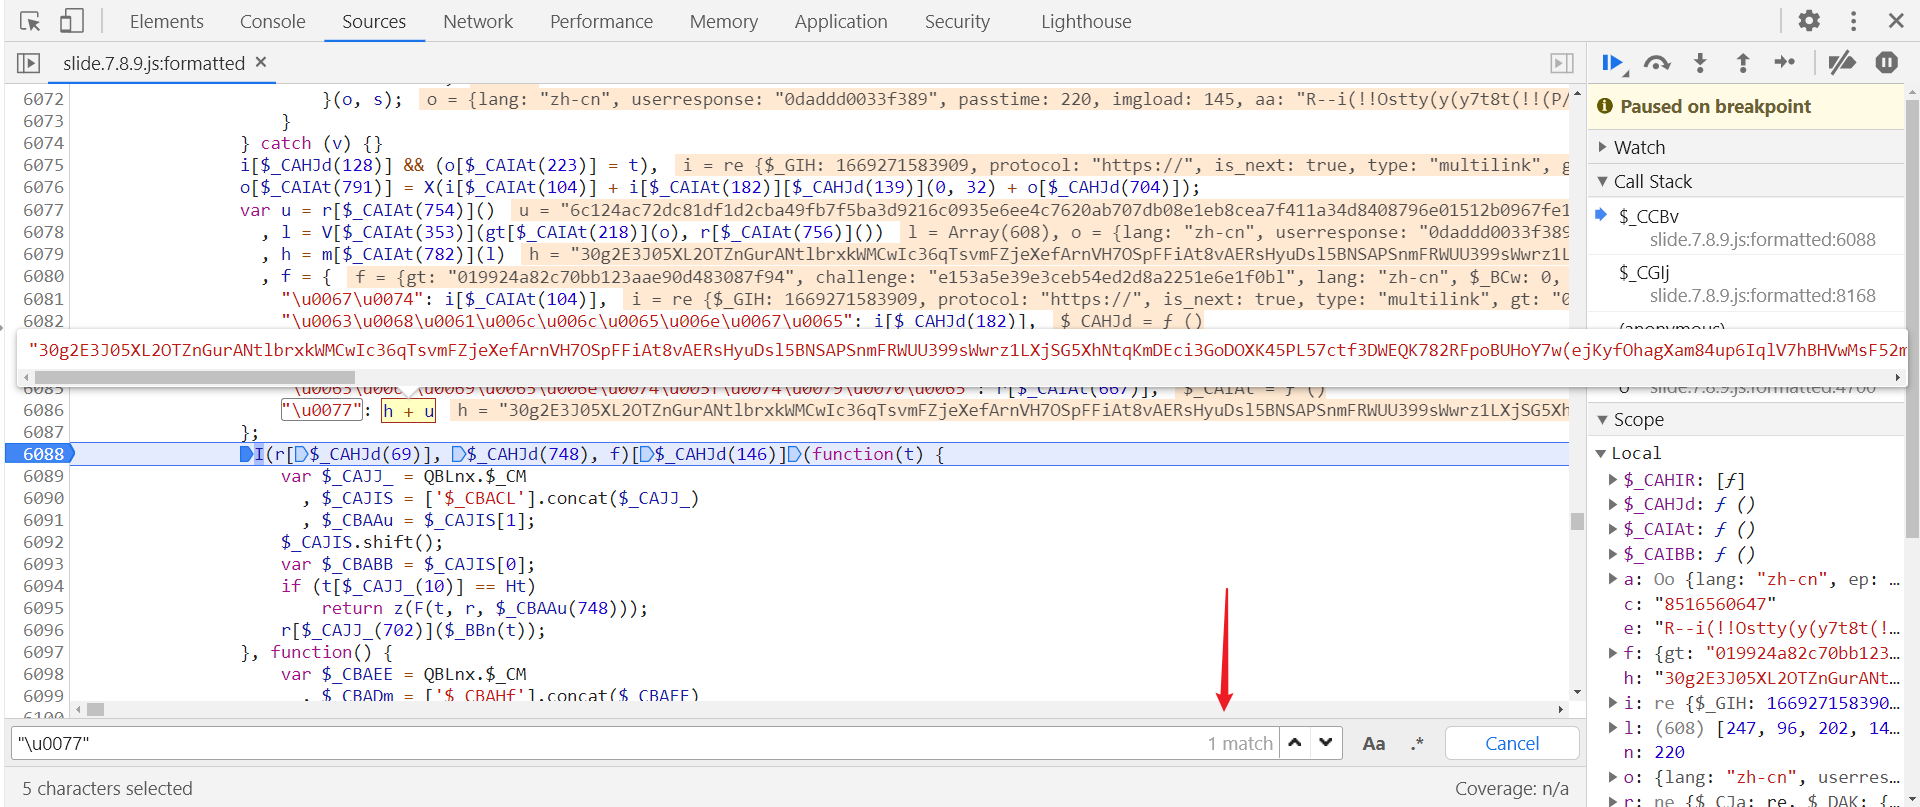 Elements Console Sources Network Performance Memory Application Security Lighthouse
slide.7.8.9.js:formatted ×
6072 }(o, s); o = {lang: "zh-cn", userresponse: "0daddd0033f389", passtime: 220, imgload: 145, aa: "R--i(!!Ostty(y(y7t8t(!!(P/
6073 }
6074 } catch (v) {}
6075 i[$_CAHJd(128)] && (o[$_CAIAt(223)] = t), i = re {$_GIH: 1669271583909, protocol: "https://", is_next: true, type: "multilink", g
6076 o[$_CAIAt(791)] = X(i[$_CAIAt(104)] + i[$_CAIAt(182)][$_CAHJd(139)](0, 32) + o[$_CAHJd(704)]);
6077 var u = r[$_CAIAt(754)]() u = "6c124ac72dc81df1d2cba49fb7f5ba3d9216c0935e6ee4c7620ab707db08e1eb8cea7f411a34d8408796e01512b0967fe1
6078 , l = V[$_CAIAt(353)](gt[$_CAIAt(218)](o), r[$_CAIAt(756)]()) l = Array(608), o = {lang: "zh-cn", userresponse: "0daddd0033f389
6079 , h = m[$_CAIAt(782)](l) h = "30g2E3J05XL2OTZnGurANtlbrxkWMCwIc36qTsvmFZjeXefArnVH7OSpFFiAt8vAERsHyuDsl5BNSAPSnmFRWUU399sWwrz1L
6080 , f = { f = {gt: "019924a82c70bb123aae90d483087f94", challenge: "e153a5e39e3ceb54ed2d8a2251e6e1f0bl", lang: "zh-cn", $_BCw: 0,
6081 "\u0067\u0074": i[$_CAIAt(104)], i = re {$_GIH: 1669271583909, protocol: "https://", is_next: true, type: "multilink", gt: "0
6082 "\u0063\u0068\u0061\u006c\u006c\u0065\u006e\u0067\u0065": i[$_CAHJd(182)], $_CAHJd = ƒ ()
"30g2E3J05XL2OTZnGurANtlbrxkWMCwIc36qTsvmFZjeXefArnVH7OSpFFiAt8vAERsHyuDsl5BNSAPSnmFRWUU399sWwrz1LXjSG5XhNtqKmDEci3GoDOXK45PL57ctf3DWEQK782RFpoBUHoY7w(ejKyfOhagXam84up6IqlV7hBHVwMsF52m
6086 "\u0077": h + u h = "30g2E3J05XL2OTZnGurANtlbrxkWMCwIc36qTsvmFZjeXefArnVH7OSpFFiAt8vAERsHyuDsl5BNSAPSnmFRWUU399sWwrz1LXjSG5Xh
6087 };
6088 I(r[$_CAHJd(69)], $_CAHJd(748), f)[$_CAHJd(146)](function(t) {
6089 var $_CAJJ_ = QBLnx.$_CM
6090 , $_CAJIS = ['$_CBACL'].concat($_CAJJ_)
6091 , $_CBAAu = $_CAJIS[1];
6092 $_CAJIS.shift();
6093 var $_CBABB = $_CAJIS[0];
6094 if (t[$_CAJJ_(10)] == Ht)
6095 return z(F(t, r, $_CBAAu(748)));
6096 r[$_CAJJ_(702)]($_BBn(t));
6097 }, function() {
6098 var $_CBAEE = QBLnx.$_CM
6099 , $_CBADm = ['$_CBAHf'].concat($_CBAEE)
6100
"\u0077" 1 match Aa .* Cancel
5 characters selected Coverage: n/a
Paused on breakpoint
Watch
Call Stack
$_CCBv
slide.7.8.9.js:formatted:6088
$_CGIj
slide.7.8.9.js:formatted:8168
(anonymous)
Scope
Local
$_CAHIR: [ƒ]
$_CAHJd: ƒ ()
$_CAIAt: ƒ ()
$_CAIBB: ƒ ()
a: Oo {lang: "zh-cn", ep: …
c: "8516560647"
e: "R--i(!!Ostty(y(y7t8t(!…
f: {gt: "019924a82c70bb123…
h: "30g2E3J05XL2OTZnGurANt…
i: re {$_GIH: 166927158390…
l: (608) [247, 96, 202, 14…
n: 220
o: {lang: "zh-cn", userres…
r: ne {$_CJa: re, $_DAK: {…